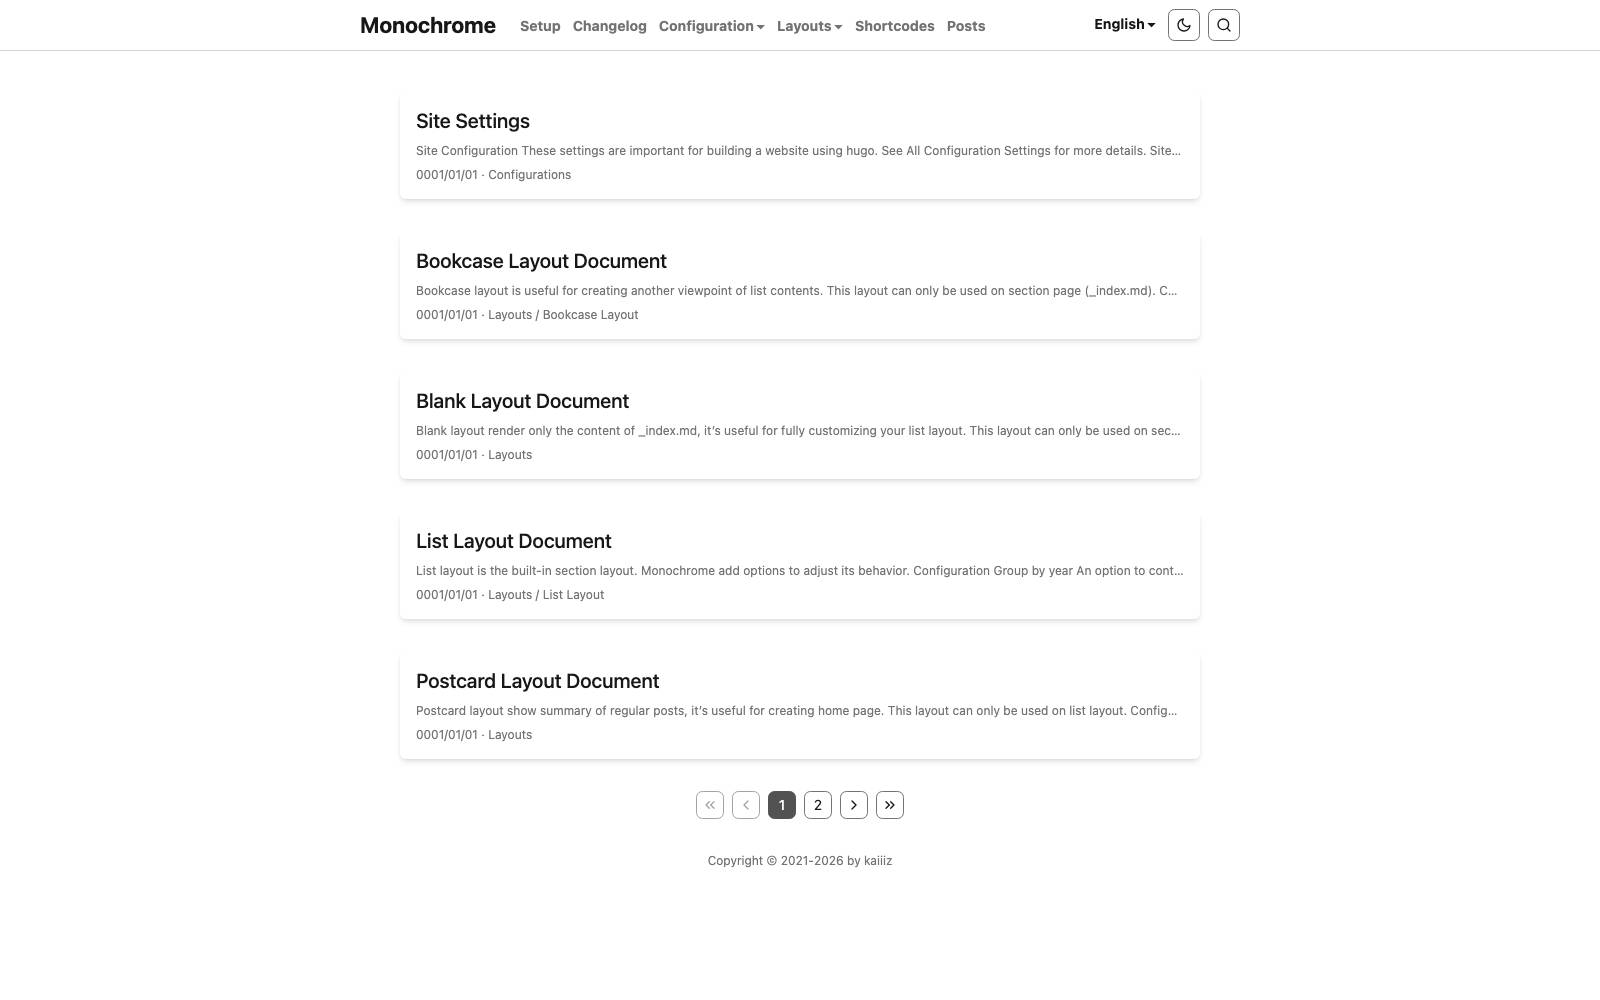 Monochrome Setup Changelog Configuration Layouts Shortcodes Posts English
Site Settings
Site Configuration These settings are important for building a website using hugo. See All Configuration Settings for more details. Site...
0001/01/01 · Configurations
Bookcase Layout Document
Bookcase layout is useful for creating another viewpoint of list contents. This layout can only be used on section page (_index.md). C...
0001/01/01 · Layouts / Bookcase Layout
Blank Layout Document
Blank layout render only the content of _index.md, it’s useful for fully customizing your list layout. This layout can only be used on sec...
0001/01/01 · Layouts
List Layout Document
List layout is the built-in section layout. Monochrome add options to adjust its behavior. Configuration Group by year An option to cont...
0001/01/01 · Layouts / List Layout
Postcard Layout Document
Postcard layout show summary of regular posts, it’s useful for creating home page. This layout can only be used on list layout. Config...
0001/01/01 · Layouts
1 2
Copyright © 2021-2026 by kaiiiz